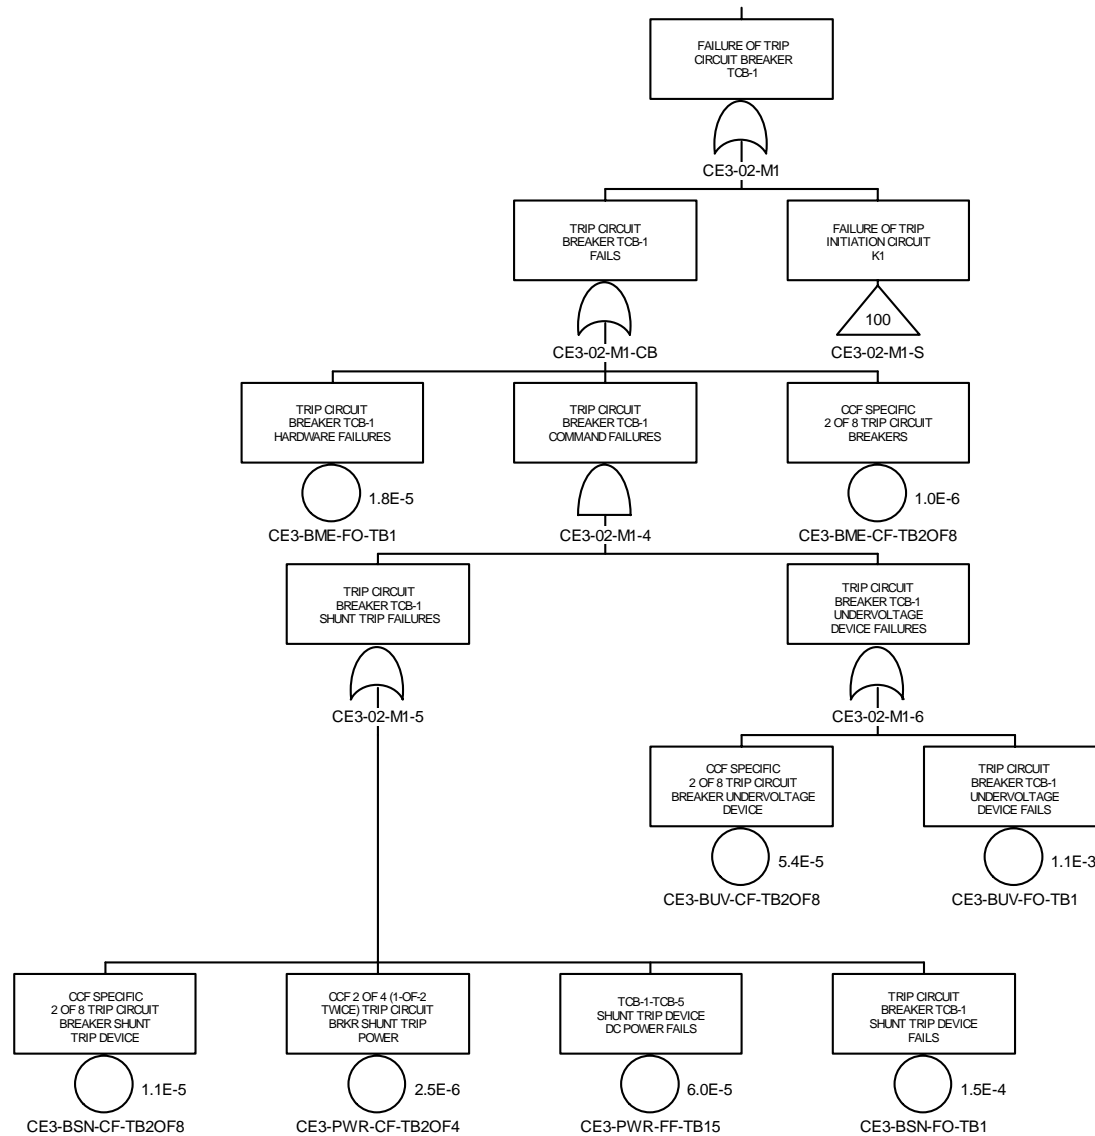 FAILURE OF TRIP
CIRCUIT BREAKER
TCB-1
CE3-02-M1
TRIP CIRCUIT
BREAKER TCB-1
FAILS
FAILURE OF TRIP
INITIATION CIRCUIT
K1
100
CE3-02-M1-CB
CE3-02-M1-S
TRIP CIRCUIT
BREAKER TCB-1
HARDWARE FAILURES
TRIP CIRCUIT
BREAKER TCB-1
COMMAND FAILURES
CCF SPECIFIC
2 OF 8 TRIP CIRCUIT
BREAKERS
1.8E-5
1.0E-6
CE3-BME-FO-TB1
CE3-02-M1-4
CE3-BME-CF-TB2OF8
TRIP CIRCUIT
BREAKER TCB-1
SHUNT TRIP FAILURES
TRIP CIRCUIT
BREAKER TCB-1
UNDERVOLTAGE
DEVICE FAILURES
CE3-02-M1-5
CE3-02-M1-6
CCF SPECIFIC
2 OF 8 TRIP CIRCUIT
BREAKER UNDERVOLTAGE
DEVICE
TRIP CIRCUIT
BREAKER TCB-1
UNDERVOLTAGE
DEVICE FAILS
5.4E-5
1.1E-3
CE3-BUV-CF-TB2OF8
CE3-BUV-FO-TB1
CCF SPECIFIC
2 OF 8 TRIP CIRCUIT
BREAKER SHUNT
TRIP DEVICE
CCF 2 OF 4 (1-OF-2
TWICE) TRIP CIRCUIT
BRKR SHUNT TRIP
POWER
TCB-1-TCB-5
SHUNT TRIP DEVICE
DC POWER FAILS
TRIP CIRCUIT
BREAKER TCB-1
SHUNT TRIP DEVICE
FAILS
1.1E-5
2.5E-6
6.0E-5
1.5E-4
CE3-BSN-CF-TB2OF8
CE3-PWR-CF-TB2OF4
CE3-PWR-FF-TB15
CE3-BSN-FO-TB1